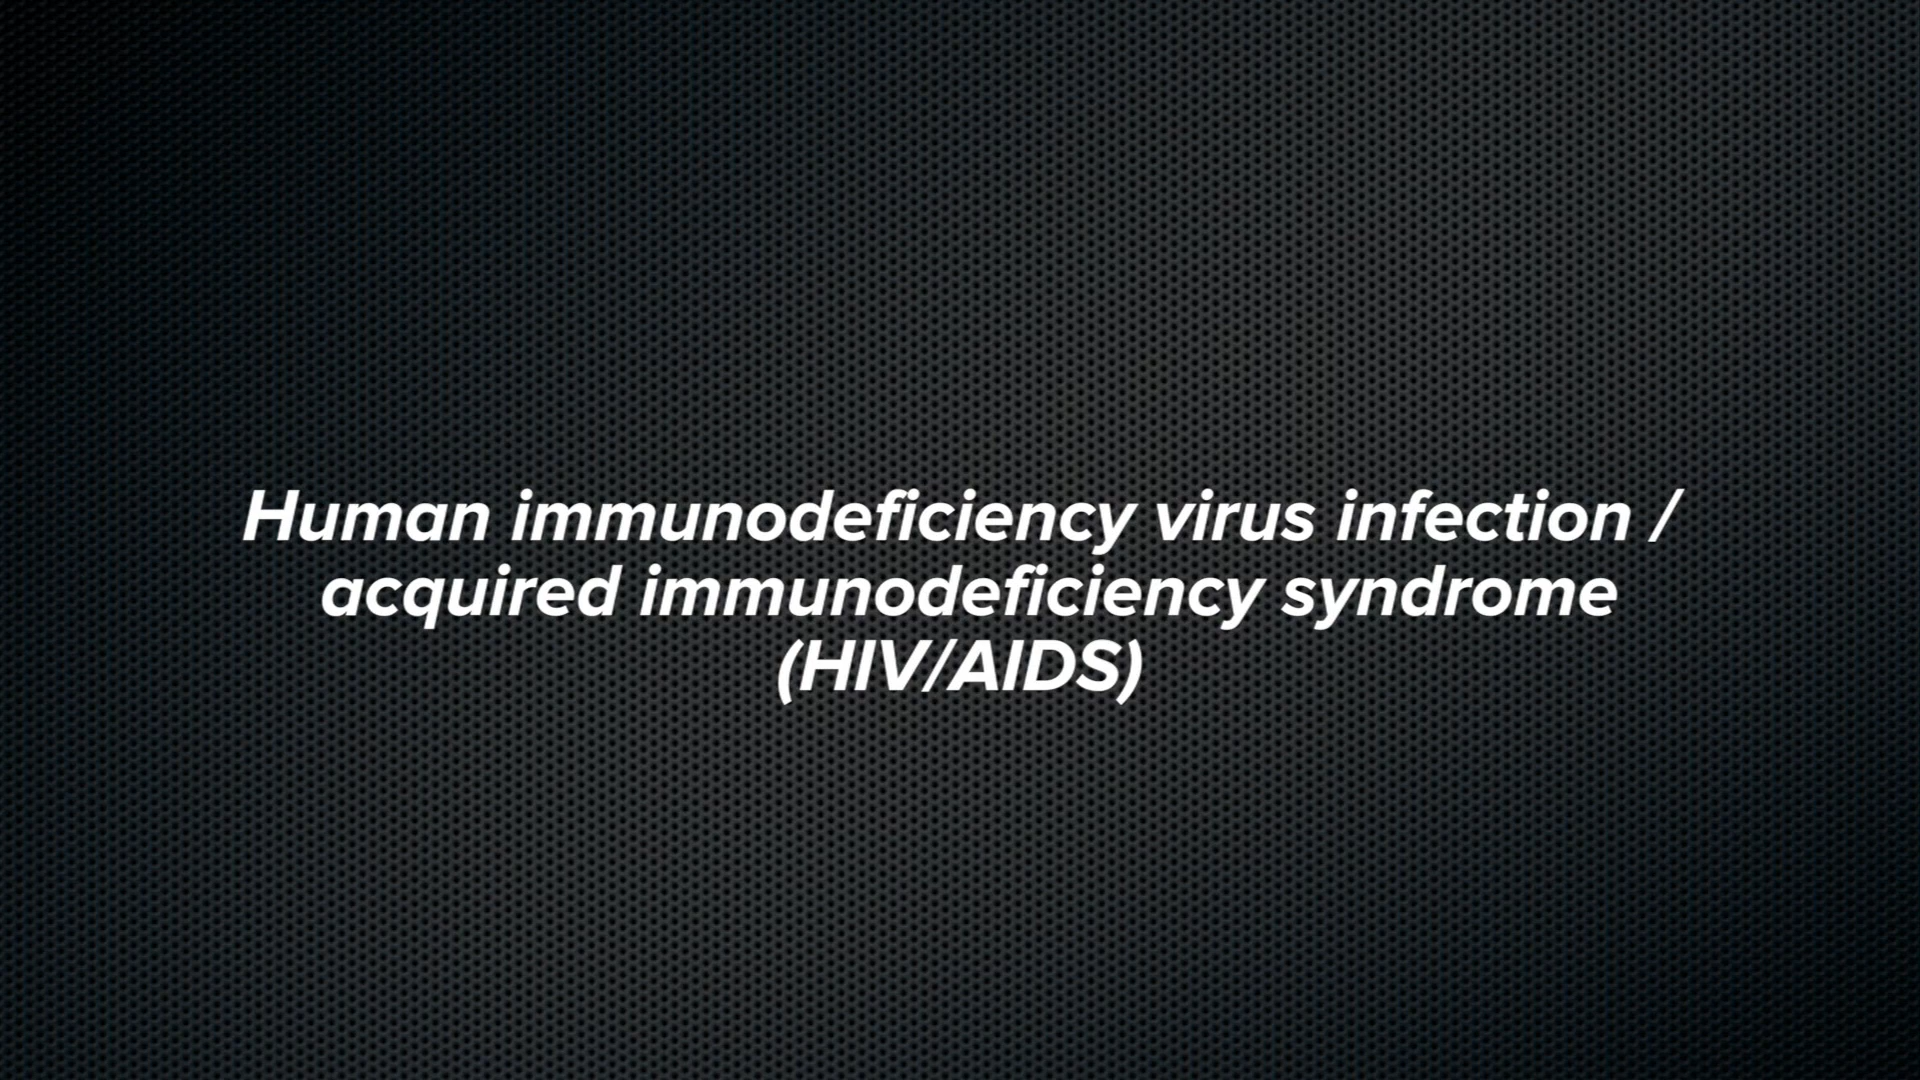 Human immunodeficiency virus infection /
acquired immunodeficiency syndrome
(HIV/AIDS)